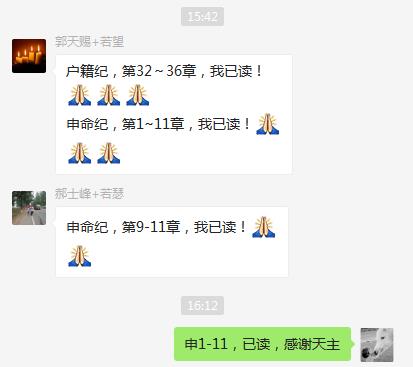 15:42
郭天赐+若望
户籍纪，第32～36章，我已读！
🙏🙏🙏
申命纪，第1~11章，我已读！🙏
🙏🙏
郝士峰+若瑟
申命纪，第9-11章，我已读！🙏
🙏
16:12
申1-11，已读，感谢天主